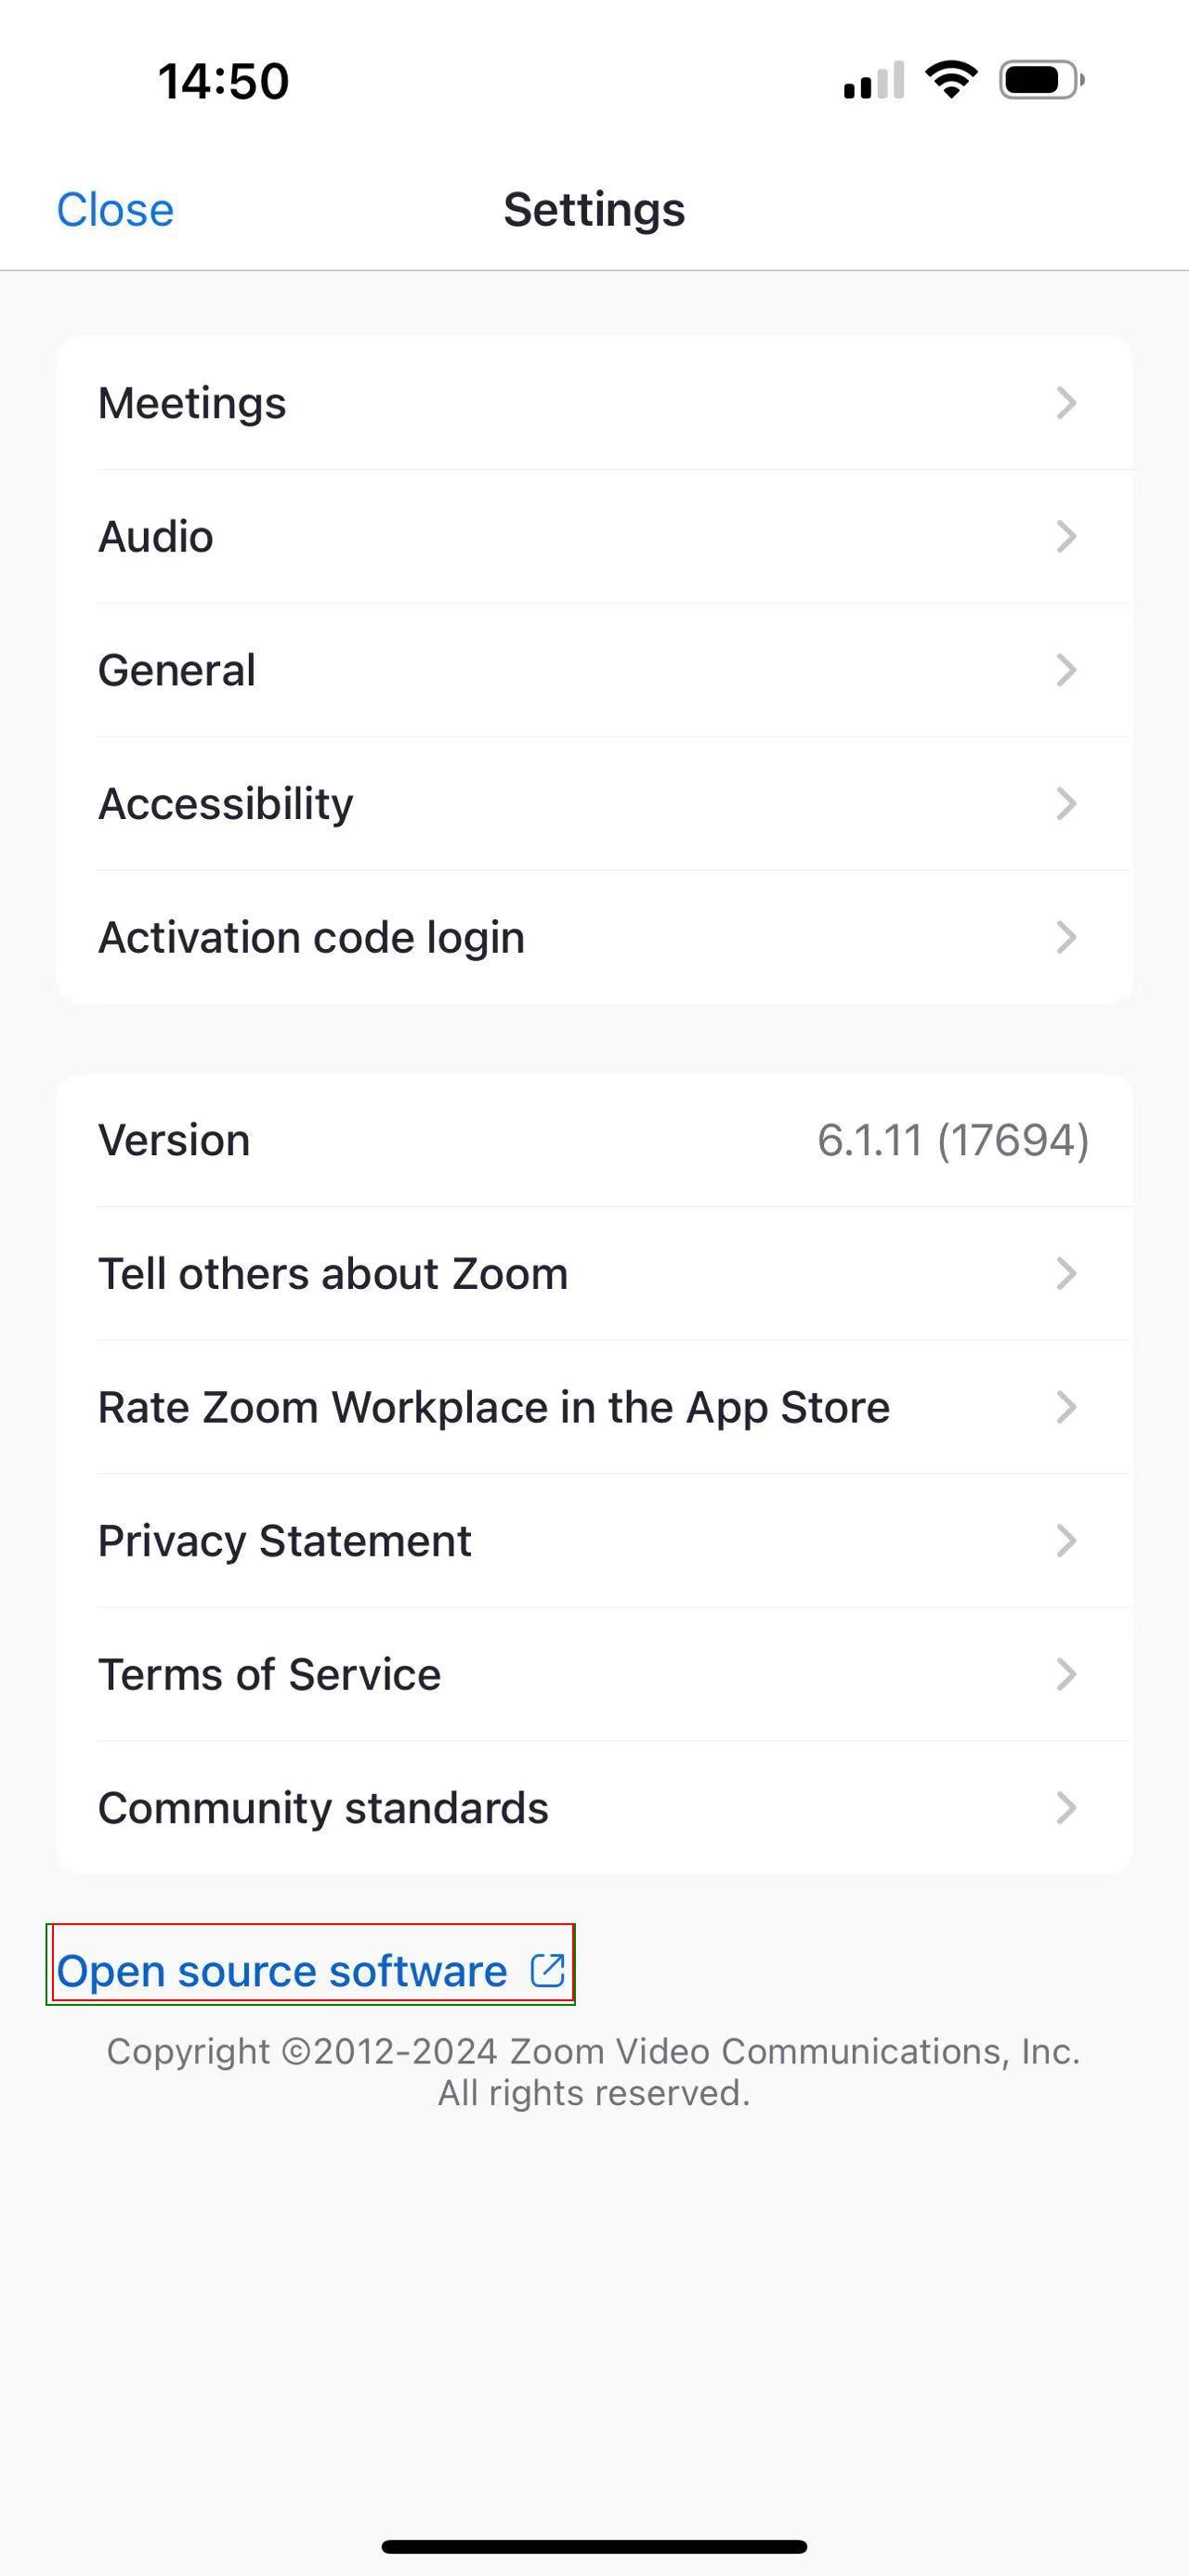 14:50
Close
Settings
Meetings
Audio
General
Accessibility
Activation code login
Version 6.1.11 (17694)
Tell others about Zoom
Rate Zoom Workplace in the App Store
Privacy Statement
Terms of Service
Community standards
Open source software
Copyright ©2012-2024 Zoom Video Communications, Inc.
All rights reserved.